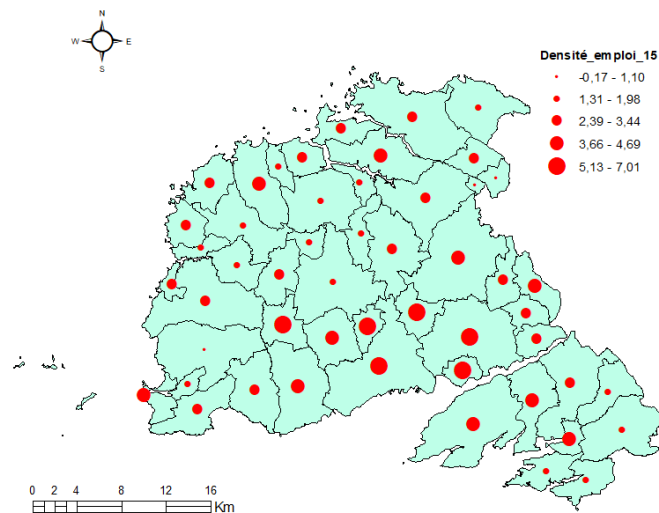 N
W E
S
Densité_emploi_15
-0,17 - 1,10
1,31 - 1,98
2,39 - 3,44
3,66 - 4,69
5,13 - 7,01
0 2 4 8 12 16
Km